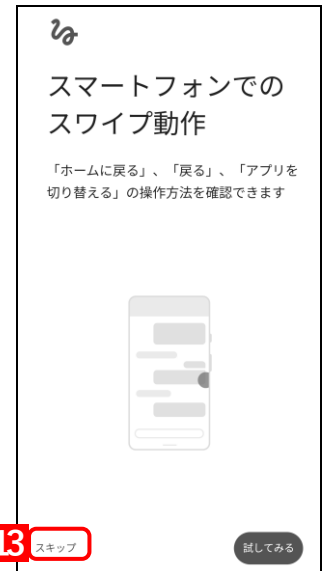 スマートフォンでの
スワイプ動作
「ホームに戻る」、「戻る」、「アプリを
切り替える」の操作方法を確認できます
13
スキップ
試してみる